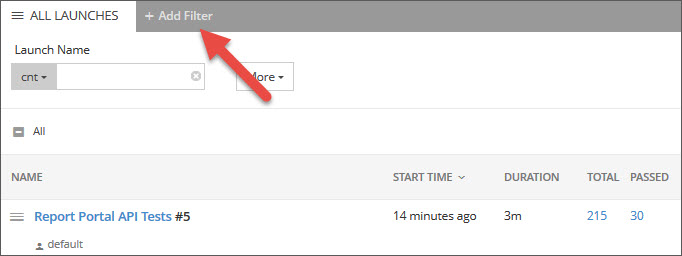 ALL LAUNCHES + Add Filter
Launch Name
cnt More
All
NAME START TIME DURATION TOTAL PASSED
Report Portal API Tests #5 14 minutes ago 3m 215 30
default